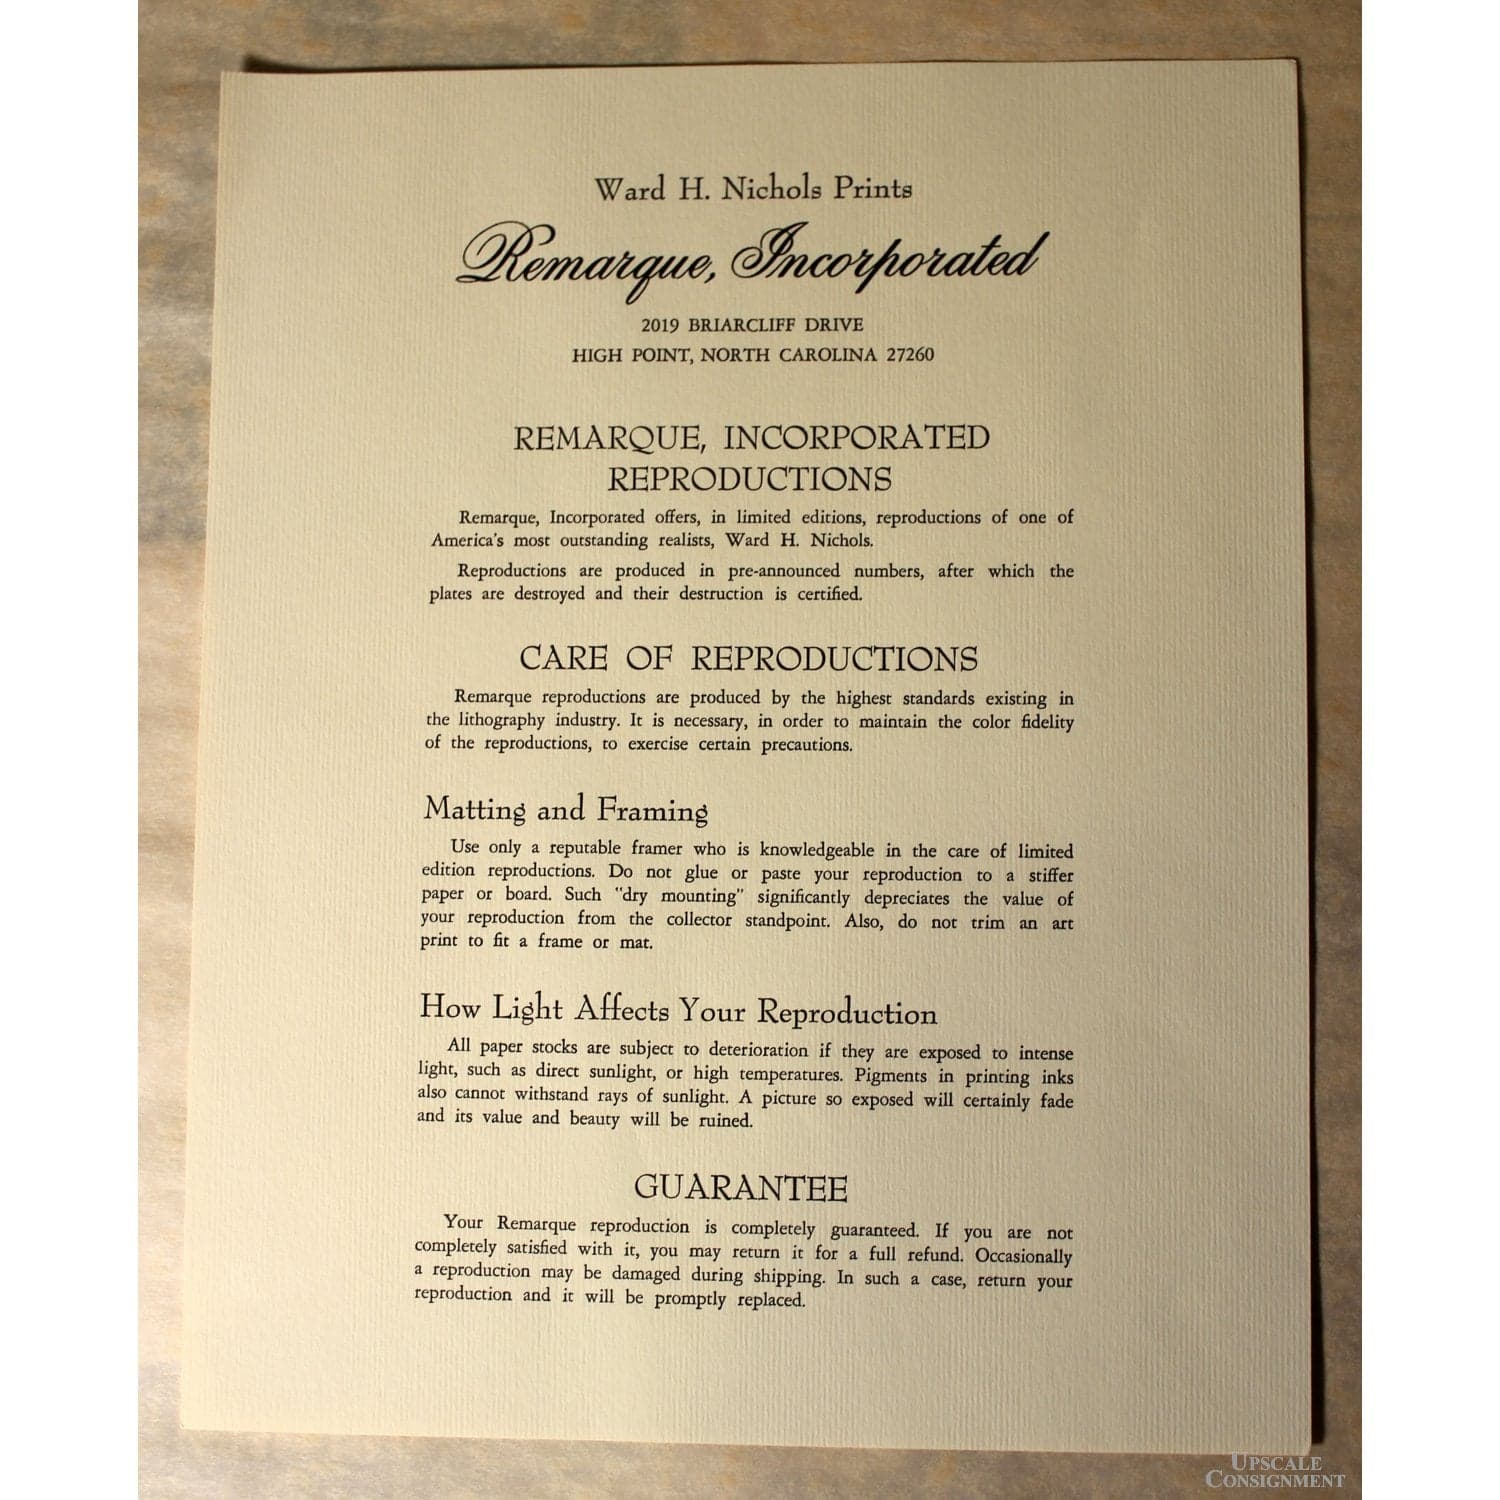 Ward H. Nichols Prints
Remarque, Incorporated
2019 BRIARCLIFF DRIVE
HIGH POINT, NORTH CAROLINA 27260
REMARQUE, INCORPORATED
REPRODUCTIONS
Remarque, Incorporated offers, in limited editions, reproductions of one of
America's most outstanding realists, Ward H. Nichols.
Reproductions are produced in pre-announced numbers, after which the
plates are destroyed and their destruction is certified.
CARE OF REPRODUCTIONS
Remarque reproductions are produced by the highest standards existing in
the lithography industry. It is necessary, in order to maintain the color fidelity
of the reproductions, to exercise certain precautions.
Matting and Framing
Use only a reputable framer who is knowledgeable in the care of limited
edition reproductions. Do not glue or paste your reproduction to a stiffer
paper or board. Such "dry mounting" significantly depreciates the value of
your reproduction from the collector standpoint. Also, do not trim an art
print to fit a frame or mat.
How Light Affects Your Reproduction
All paper stocks are subject to deterioration if they are exposed to intense
light, such as direct sunlight, or high temperatures. Pigments in printing inks
also cannot withstand rays of sunlight. A picture so exposed will certainly fade
and its value and beauty will be ruined.
GUARANTEE
Your Remarque reproduction is completely guaranteed. If you are not
completely satisfied with it, you may return it for a full refund. Occasionally
a reproduction may be damaged during shipping. In such a case, return your
reproduction and it will be promptly replaced.
UPSCALE
CONSIGNMENT